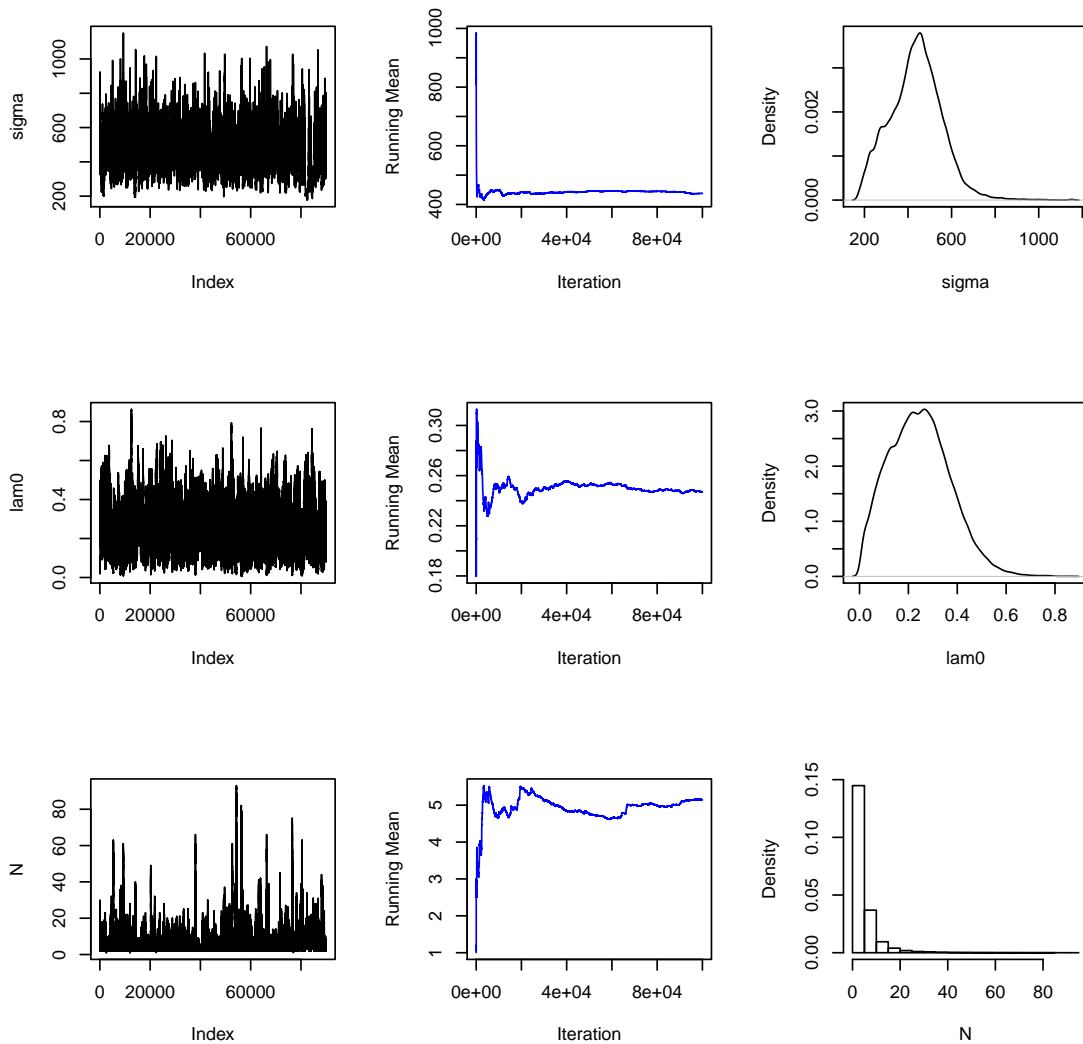 sigma
200
600
1000
0
20000
60000
Index
Running Mean
400
600
800
1000
0e+00
4e+04
8e+04
Iteration
Density
0.000
0.002
200
600
1000
sigma
lam0
0.0
0.4
0.8
0
20000
60000
Index
Running Mean
0.18
0.22
0.26
0.30
0e+00
4e+04
8e+04
Iteration
Density
0.0
1.0
2.0
3.0
0.0
0.2
0.4
0.6
0.8
lam0
N
0
20
40
60
80
0
20000
60000
Index
Running Mean
1
2
3
4
5
0e+00
4e+04
8e+04
Iteration
Density
0.00
0.05
0.10
0.15
0
20
40
60
80
N